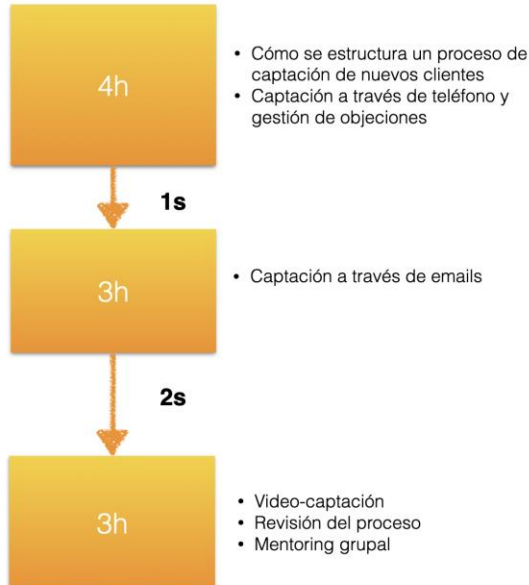 4h
• Cómo se estructura un proceso de
captación de nuevos clientes
• Captación a través de teléfono y
gestión de objeciones
1s
3h
• Captación a través de emails
2s
3h
• Video-captación
• Revisión del proceso
• Mentoring grupal